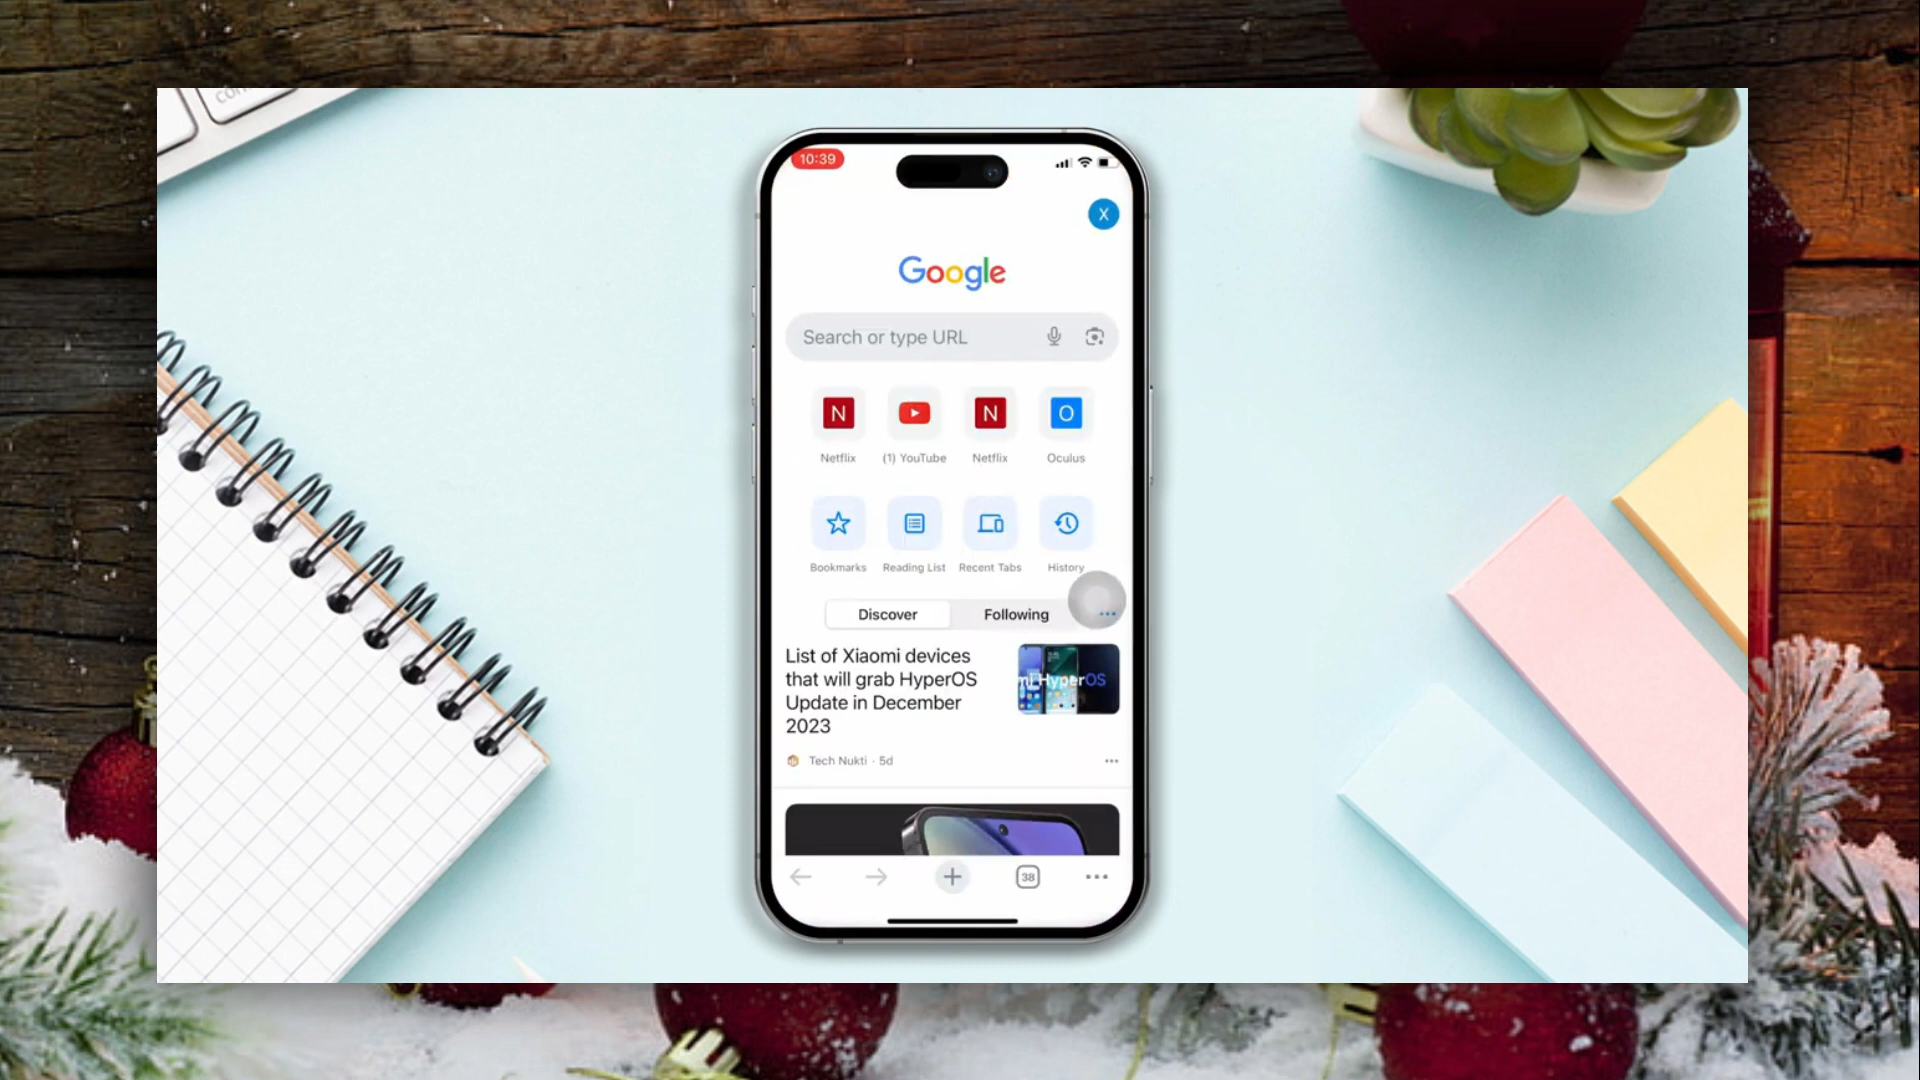 10:39
X
Google
Search or type URL
N
N
O
Netflix
(1) YouTube
Netflix
Oculus
Bookmarks
Reading List
Recent Tabs
History
Discover
Following
List of Xiaomi devices
that will grab HyperOS
Update in December
2023
mi HyperOS
Tech Nukti · 5d
38